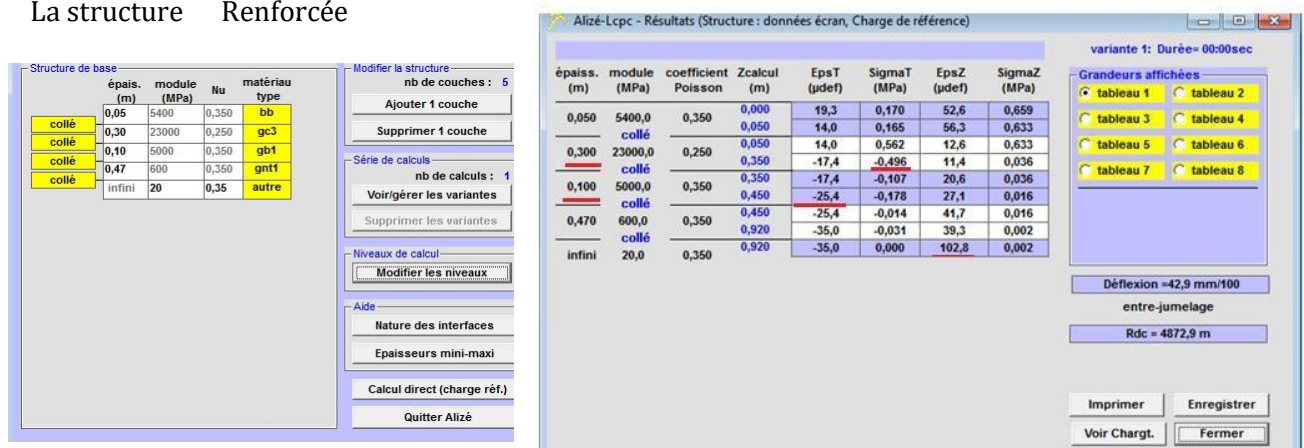 La structure Renforcée
Structure de base
épais. (m) module (MPa) Nu matériau type
0,05 5400 0,350 bb
collé
0,30 23000 0,250 gc3
collé
0,10 5000 0,350 gb1
collé
0,47 600 0,350 gnt1
collé
infini 20 0,35 autre
Modifier la structure
nb de couches : 5
Ajouter 1 couche
Supprimer 1 couche
Série de calculs
nb de calculs : 1
Voir/gérer les variantes
Supprimer les variantes
Niveaux de calcul
Modifier les niveaux
Aide
Nature des interfaces
Epaisseurs mini-maxi
Calcul direct (charge réf.)
Quitter Alizé
Alizé-Lcpc - Résultats (Structure : données écran, Charge de référence)
variante 1: Durée= 00:00sec
épaiss. (m) module (MPa) coefficient Poisson Zcalcul (m) EpsT (µdef) SigmaT (MPa) EpsZ (µdef) SigmaZ (MPa)
0,050 5400,0 0,350 0,000 19,3 0,170 52,6 0,659
collé 0,050 14,0 0,165 56,3 0,633
0,300 23000,0 0,250 0,050 14,0 0,562 12,6 0,633
collé 0,350 -17,4 -0,496 11,4 0,036
0,100 5000,0 0,350 0,350 -17,4 -0,107 20,6 0,036
collé 0,450 -25,4 -0,178 27,1 0,016
0,470 600,0 0,350 0,450 -25,4 -0,014 41,7 0,016
collé 0,920 -35,0 -0,031 39,3 0,002
infini 20,0 0,350 0,920 -35,0 0,000 102,8 0,002
Grandeurs affichées
tableau 1 tableau 2
tableau 3 tableau 4
tableau 5 tableau 6
tableau 7 tableau 8
Déflexion =42,9 mm/100
entre-jumelage
Rdc = 4872,9 m
Imprimer Enregistrer
Voir Chargt. Fermer